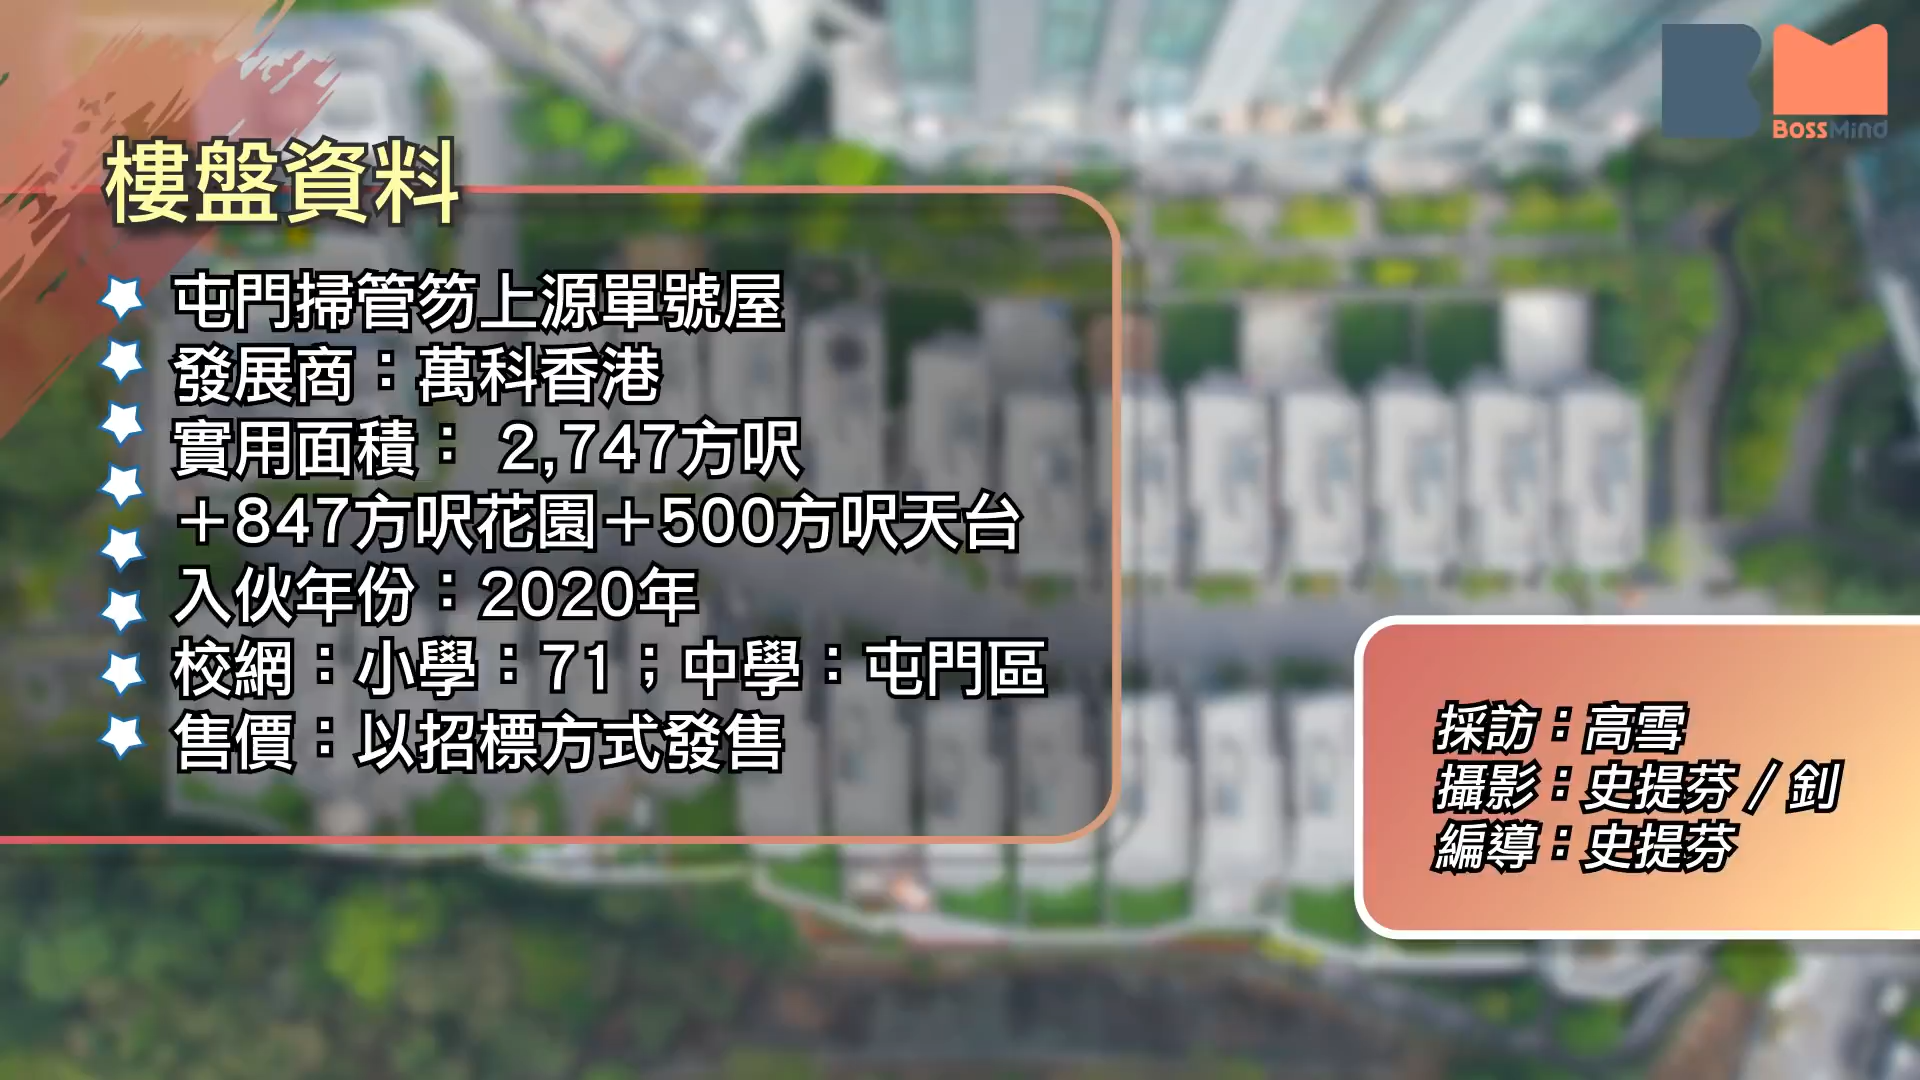 BossMind
樓盤資料
屯門掃管笏上源單號屋
發展商：萬科香港
實用面積： 2,747方呎
＋847方呎花園＋500方呎天台
入伙年份：2020年
校網：小學：71；中學：屯門區
售價：以招標方式發售
採訪：高雪
攝影：史提芬 / 釗
編導：史提芬